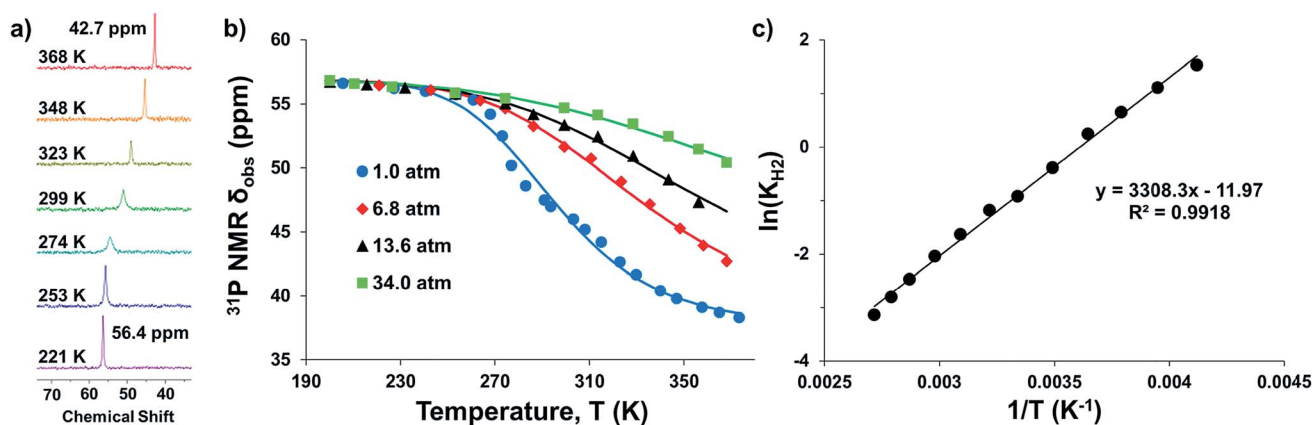 a)
42.7 ppm
368 K
348 K
323 K
299 K
274 K
253 K
56.4 ppm
221 K
70 50 30
Chemical Shift
b)
60
55
50
45
40
35
³¹P NMR δobs (ppm)
1.0 atm
6.8 atm
13.6 atm
34.0 atm
190 230 270 310 350
Temperature, T (K)
c)
2
0
-2
-4
ln(KH2)
y = 3308.3x - 11.97
R² = 0.9918
0.0025 0.003 0.0035 0.004 0.0045
1/T (K⁻¹)